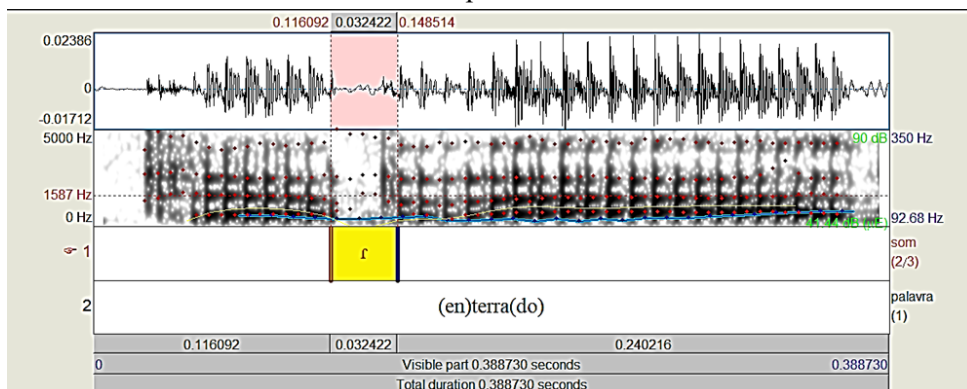 0.116092 0.032422 0.148514
0.02386
0
-0.01712
5000 Hz 90 dB 350 Hz
1587 Hz
0 Hz 92.68 Hz
☞ 1 ɾ som
(2/3)
2 (en)terra(do) palavra
(1)
0.116092 0.032422 0.240216
0 Visible part 0.388730 seconds 0.388730
Total duration 0.388730 seconds